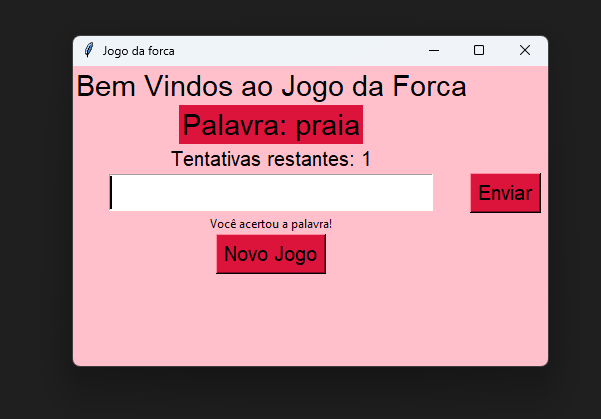 Jogo da forca
Bem Vindos ao Jogo da Forca
Palavra: praia
Tentativas restantes: 1
Enviar
Você acertou a palavra!
Novo Jogo